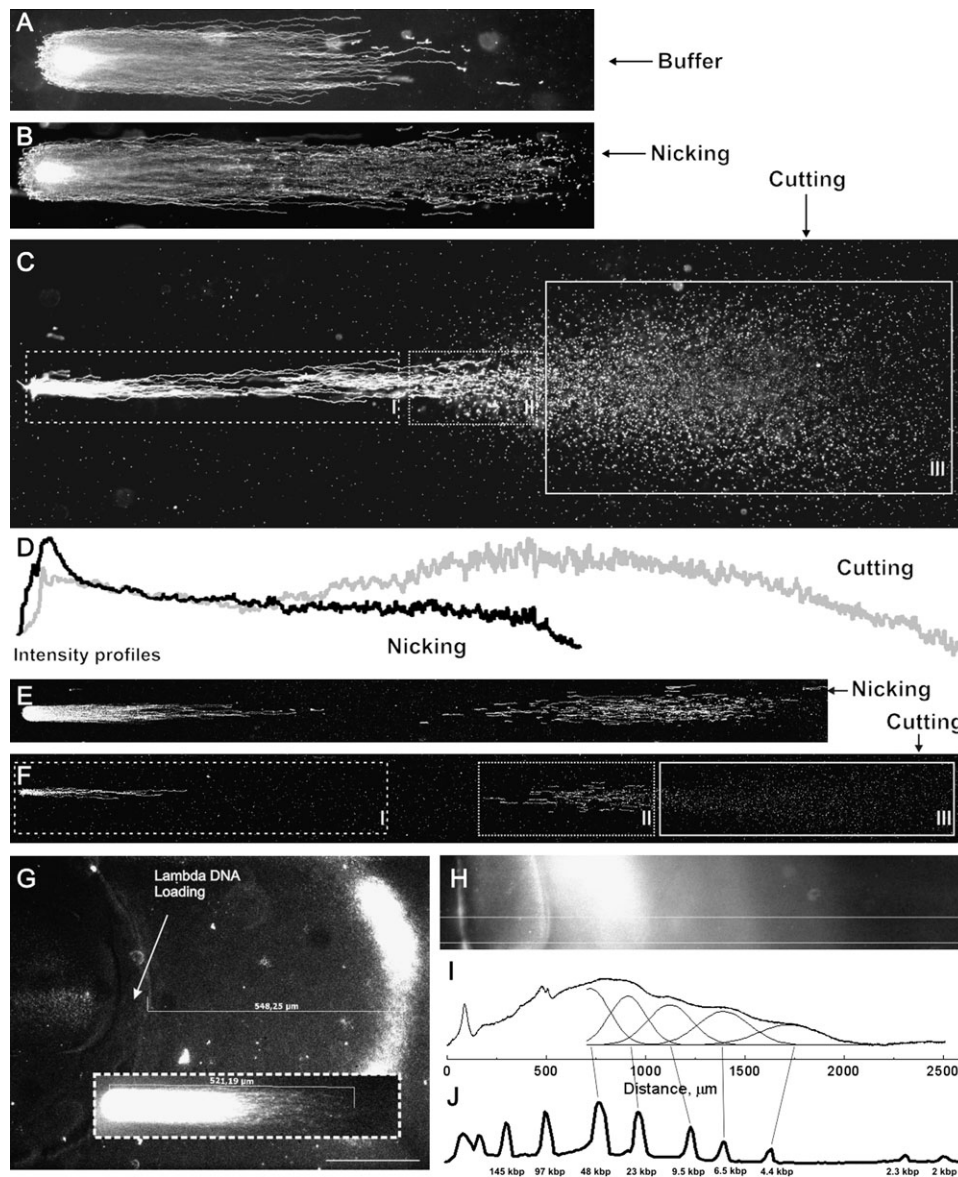 A
Buffer
B
Nicking
Cutting
C
I
II
III
D
Cutting
Nicking
Intensity profiles
E
Nicking
Cutting
F
I
II
III
G
Lambda DNA
Loading
548,25 µm
521,19 µm
H
I
0 500 1000 1500 2000 2500
Distance, µm
J
145 kbp 97 kbp 48 kbp 23 kbp 9.5 kbp 6.5 kbp 4.4 kbp 2.3 kbp 2 kbp